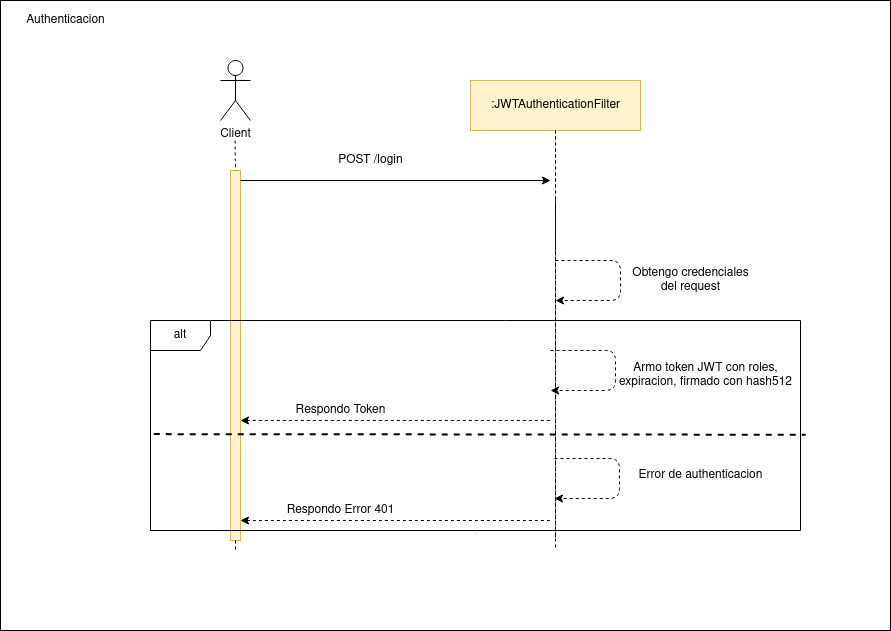 Authenticacion
Client
:JWTAuthenticationFilter
POST /login
Obtengo credenciales
del request
alt
Armo token JWT con roles,
expiracion, firmado con hash512
Respondo Token
Error de authenticacion
Respondo Error 401